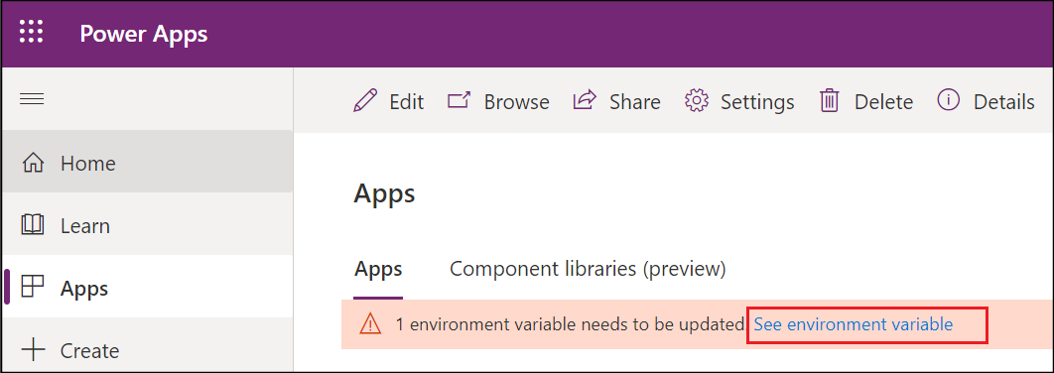 Power Apps
Edit Browse Share Settings Delete Details
Home
Learn
Apps
Create
Apps
Apps Component libraries (preview)
1 environment variable needs to be updated See environment variable